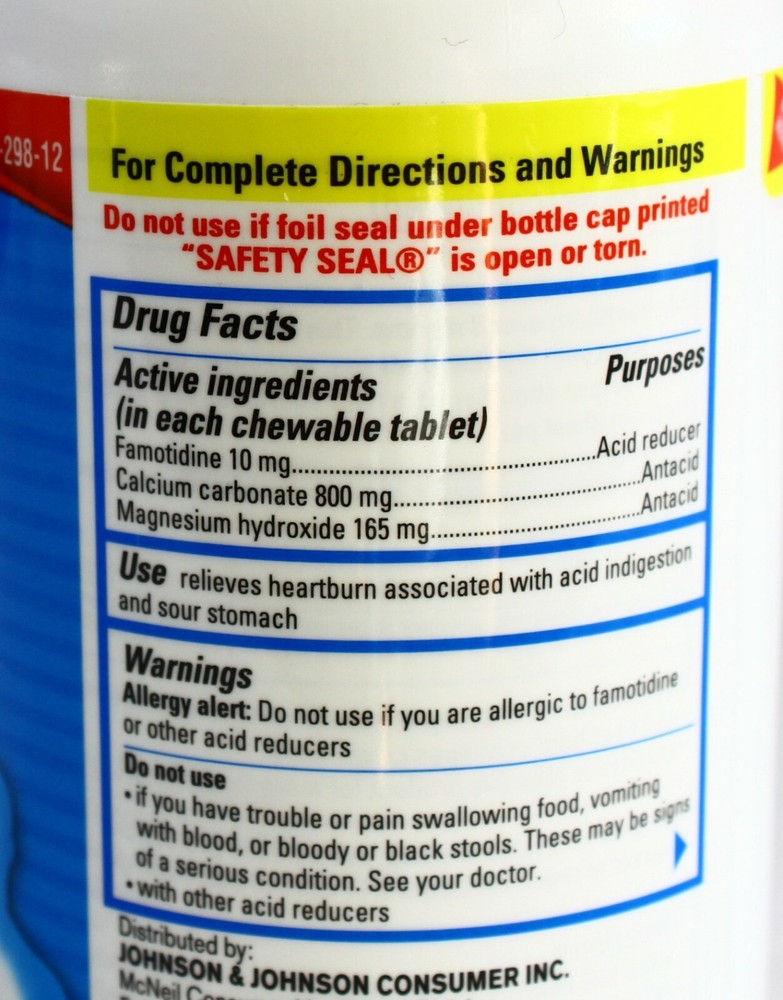 -298-12
For Complete Directions and Warnings
Do not use if foil seal under bottle cap printed
“SAFETY SEAL®” is open or torn.
Drug Facts
Active ingredients
(in each chewable tablet) Purposes
Famotidine 10 mg..............................Acid reducer
Calcium carbonate 800 mg..............................Antacid
Magnesium hydroxide 165 mg..............................Antacid
Use relieves heartburn associated with acid indigestion
and sour stomach
Warnings
Allergy alert: Do not use if you are allergic to famotidine
or other acid reducers
Do not use
• if you have trouble or pain swallowing food, vomiting
with blood, or bloody or black stools. These may be signs
of a serious condition. See your doctor.
• with other acid reducers
Distributed by:
JOHNSON & JOHNSON CONSUMER INC.
McNeil